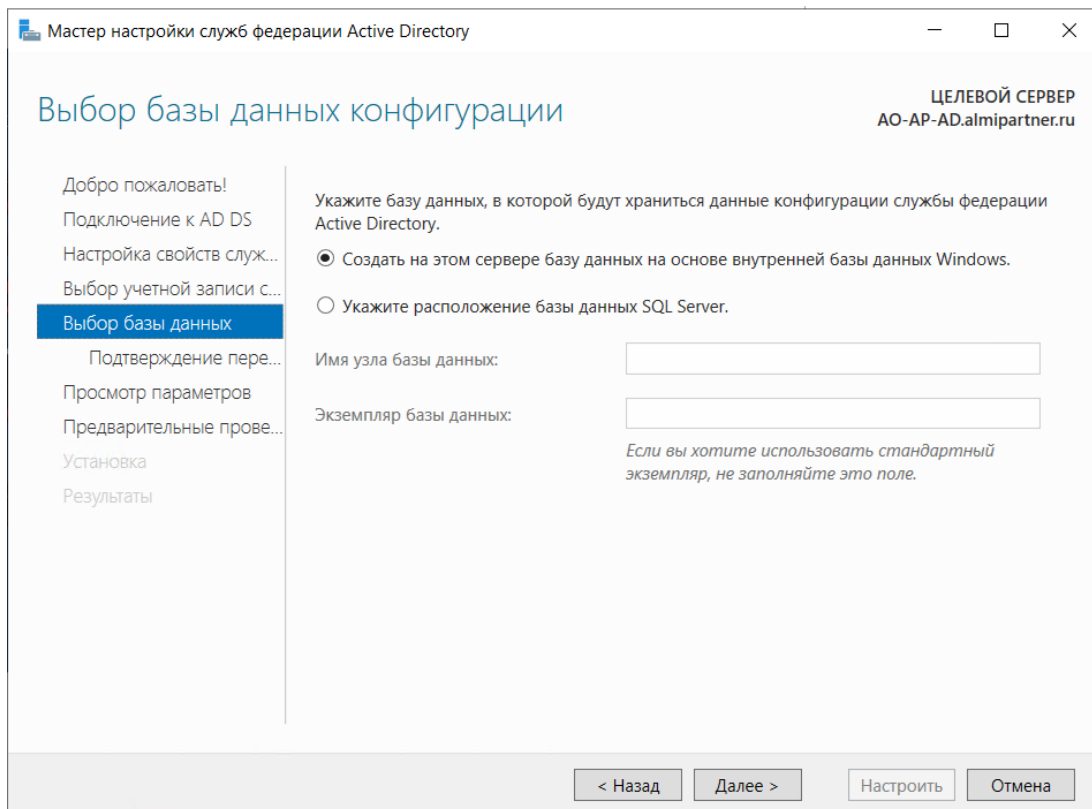 Мастер настройки служб федерации Active Directory
Выбор базы данных конфигурации
ЦЕЛЕВОЙ СЕРВЕР
AO-AP-AD.almipartner.ru
Добро пожаловать!
Подключение к AD DS
Настройка свойств служ...
Выбор учетной записи с...
Выбор базы данных
Подтверждение пере...
Просмотр параметров
Предварительные прове...
Установка
Результаты
Укажите базу данных, в которой будут храниться данные конфигурации службы федерации
Active Directory.
Создать на этом сервере базу данных на основе внутренней базы данных Windows.
Укажите расположение базы данных SQL Server.
Имя узла базы данных:
Экземпляр базы данных:
Если вы хотите использовать стандартный
экземпляр, не заполняйте это поле.
< Назад
Далее >
Настроить
Отмена